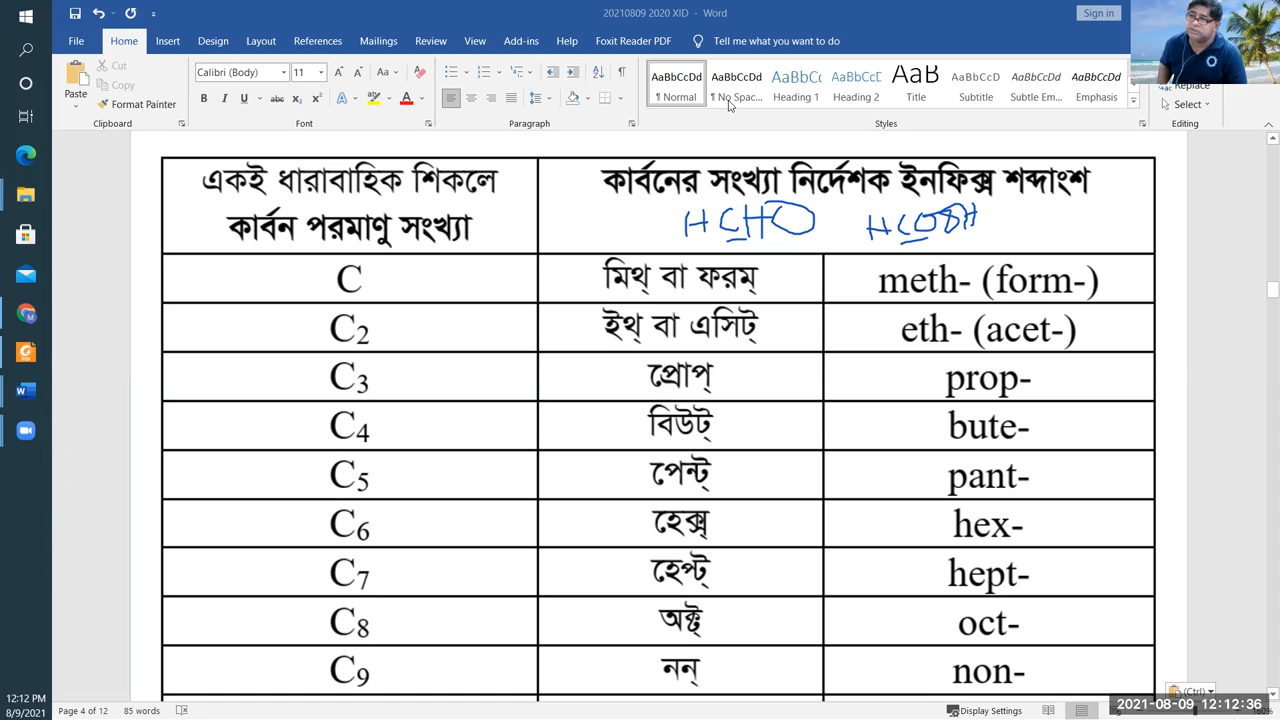 20210809 2020 XID - Word
Sign in
File Home Insert Design Layout References Mailings Review View Add-ins Help Foxit Reader PDF Tell me what you want to do
Paste
Cut
Copy
Format Painter
Calibri (Body) 11
Aa
B I U abc X2 X2 A A
AaBbCcDd AaBbCcDd AaBbCc AaBbCcD AaB AaBbCcD AaBbCcDd AaBbCcDd
¶ Normal ¶ No Spac... Heading 1 Heading 2 Title Subtitle Subtle Em... Emphasis
Replace
Select
Clipboard Font Paragraph Styles Editing
একই ধারাবাহিক শিকলে
কার্বন পরমাণু সংখ্যা
কার্বনের সংখ্যা নির্দেশক ইনফিক্স শব্দাংশ
HCHO HCOOH
C মিথ্ বা ফরম্ meth- (form-)
C2 ইথ্ বা এসিট্ eth- (acet-)
C3 প্রোপ্ prop-
C4 বিউট্ bute-
C5 পেন্ট্ pant-
C6 হেক্স্ hex-
C7 হেপ্ট্ hept-
C8 অক্ট্ oct-
C9 নন্ non-
(Ctrl)
12:12 PM
8/9/2021
Page 4 of 12 85 words
Display Settings
2021-08-09 12:12:36